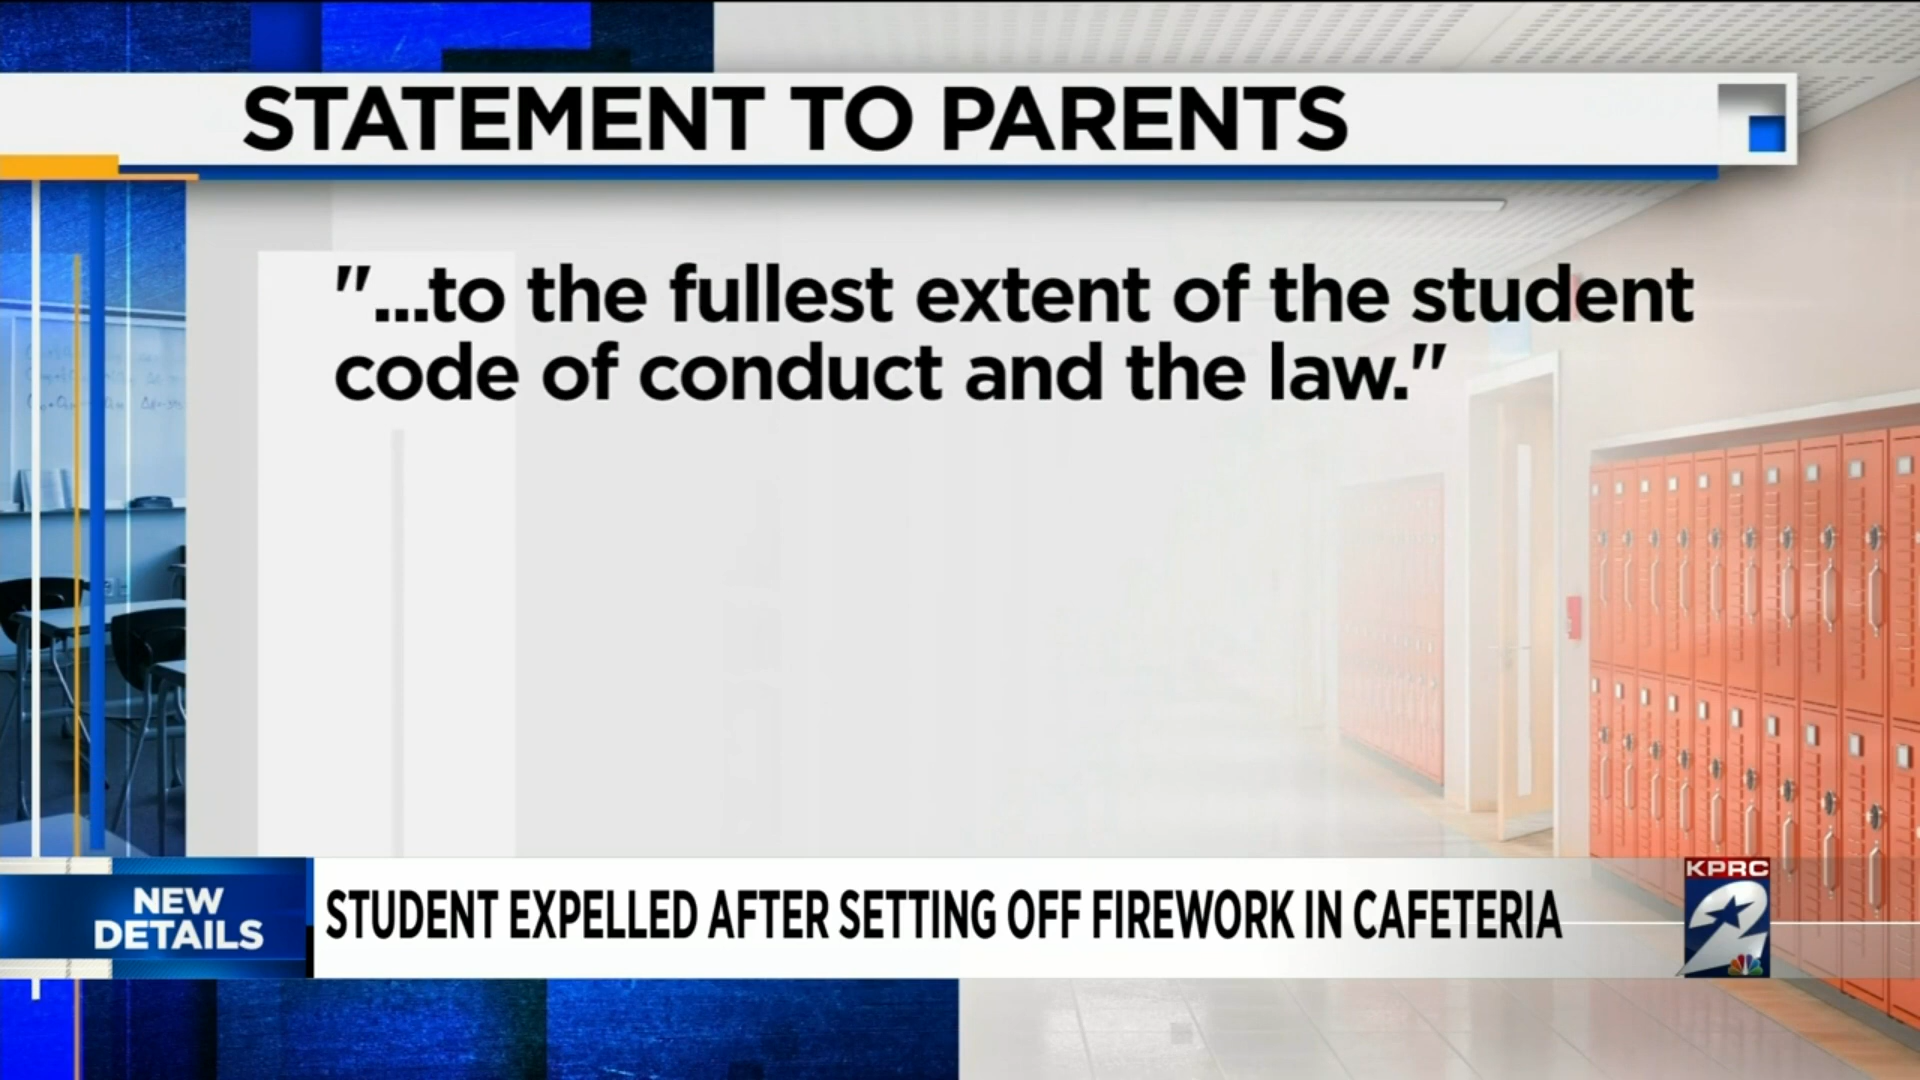 STATEMENT TO PARENTS
"...to the fullest extent of the student
code of conduct and the law."
NEW
DETAILS
STUDENT EXPELLED AFTER SETTING OFF FIREWORK IN CAFETERIA
KPRC
2